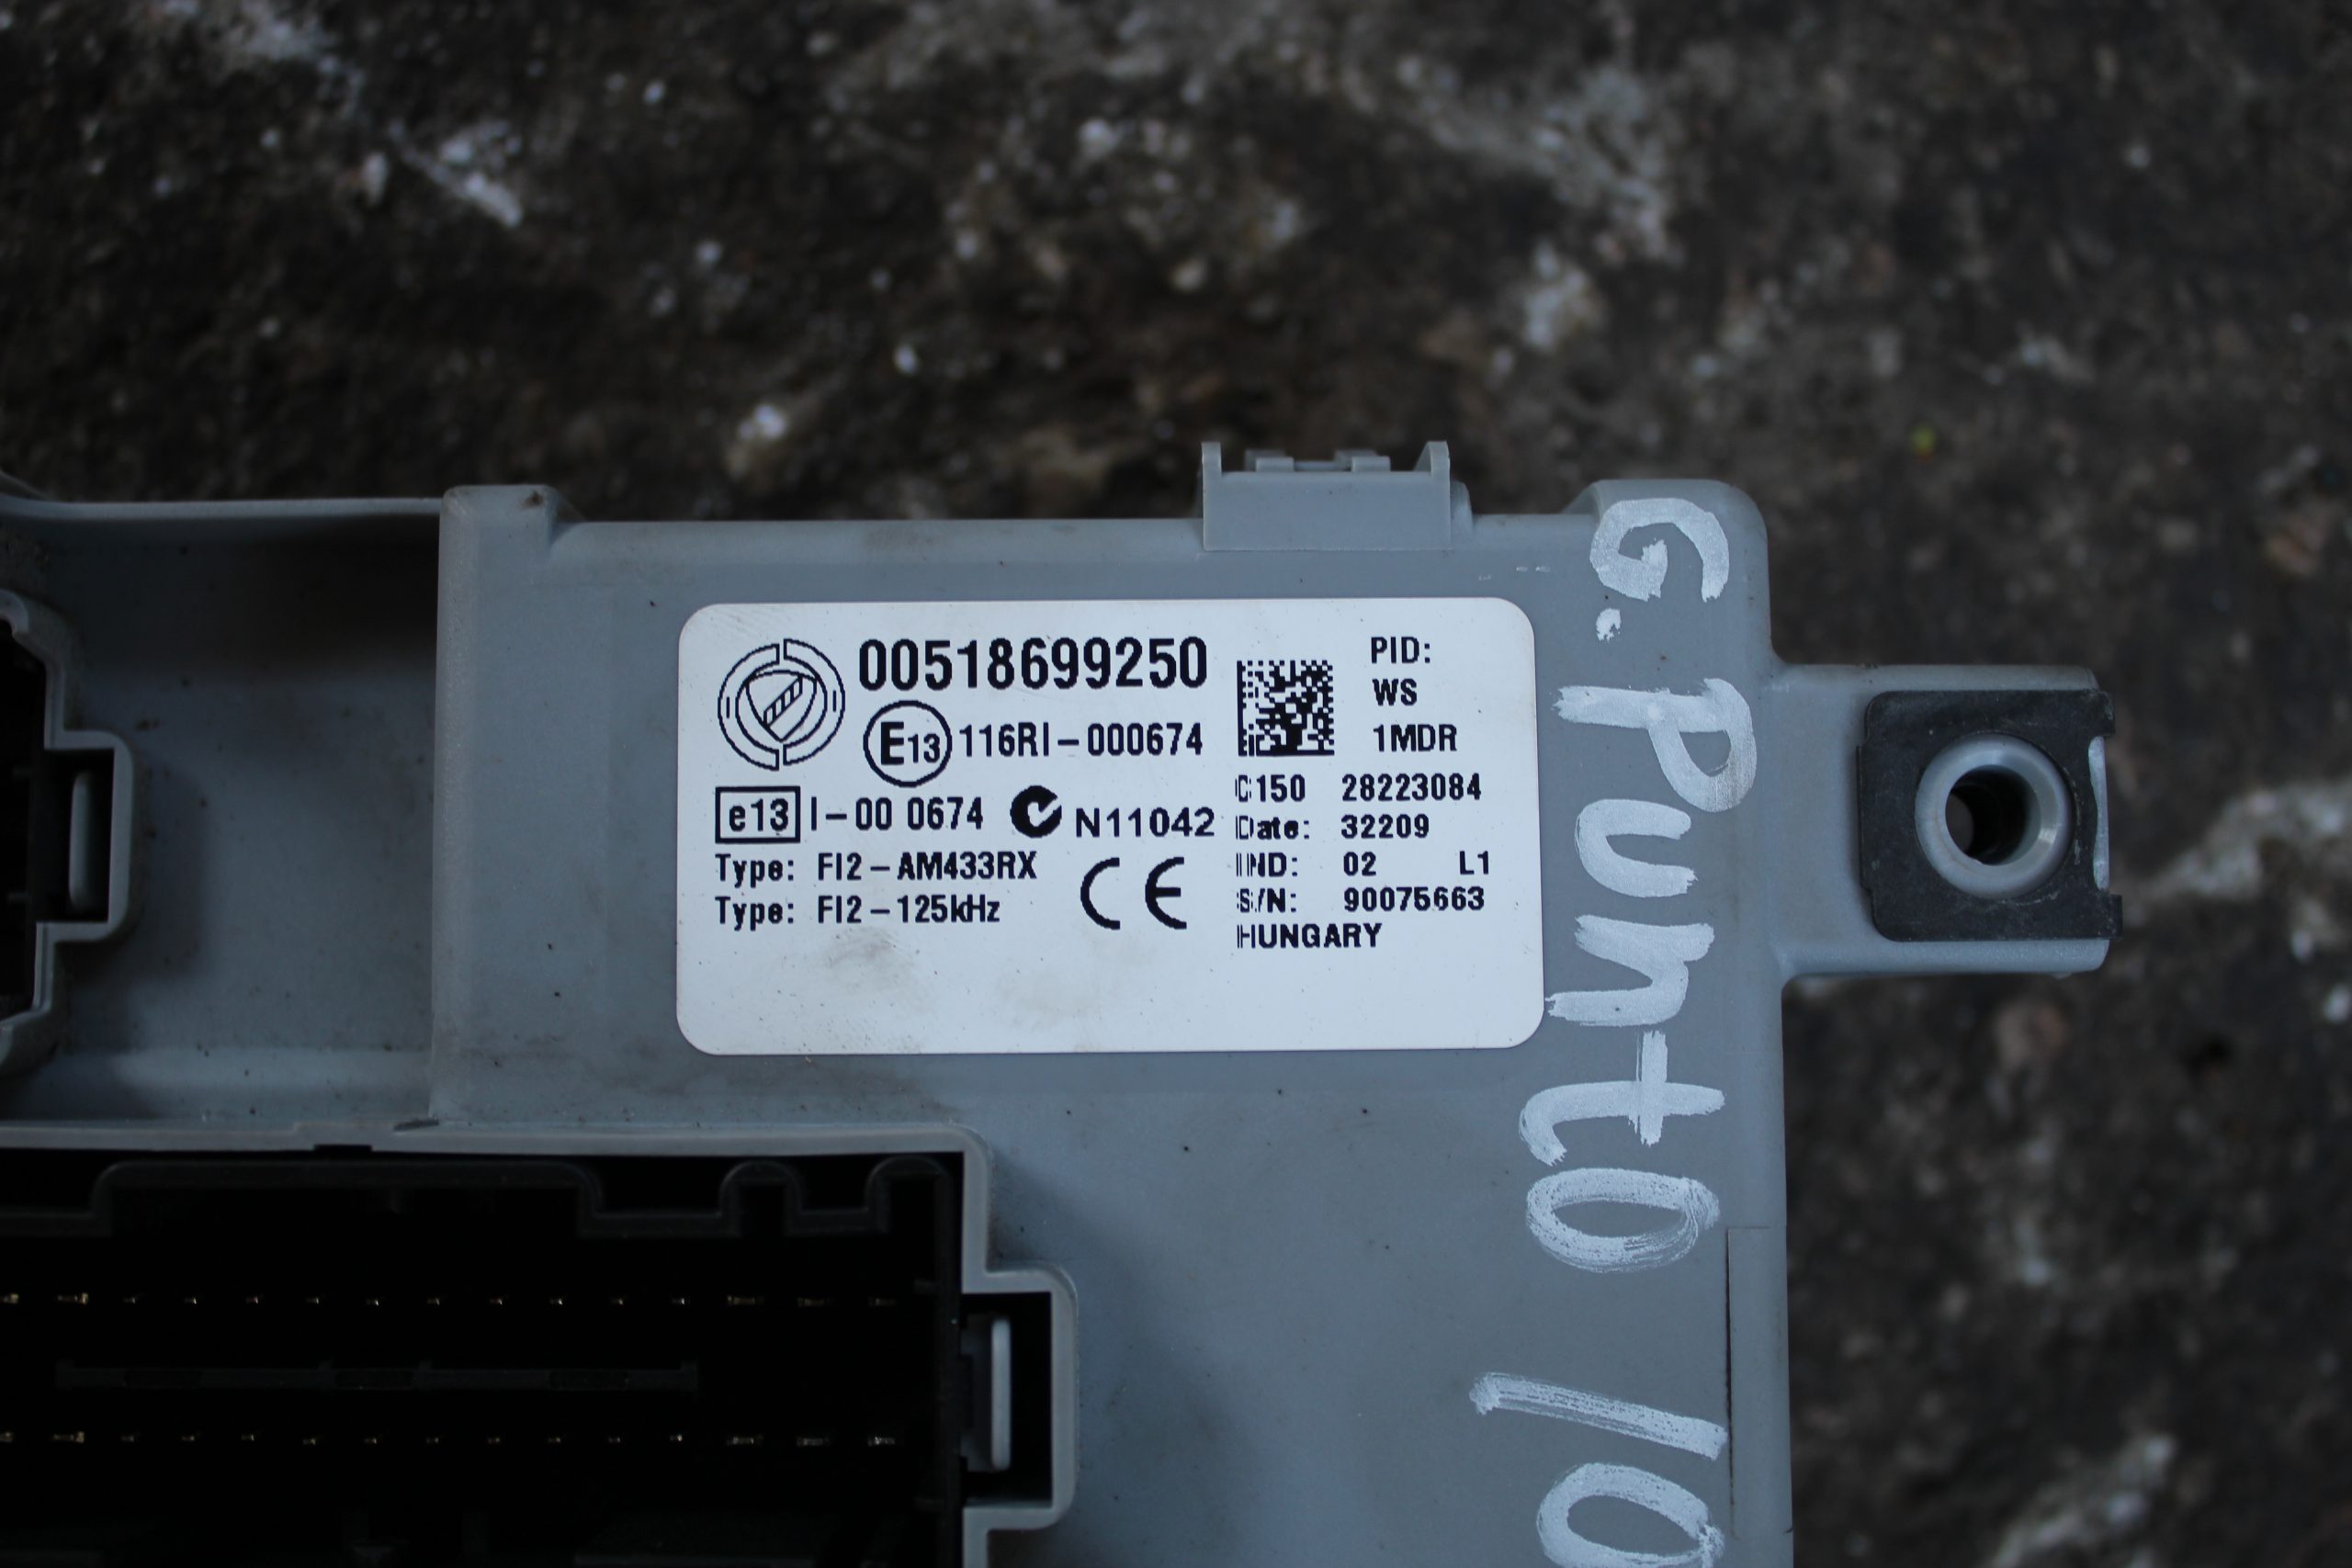 00518699250
E13 116RI-000674
e13 I-00 0674 N11042
Type: FI2-AM433RX
Type: FI2-125kHz
CE
PID:
WS
1MDR
C150 28223084
Date: 32209
IND: 02 L1
S/N: 90075663
HUNGARY
G. Punto 10